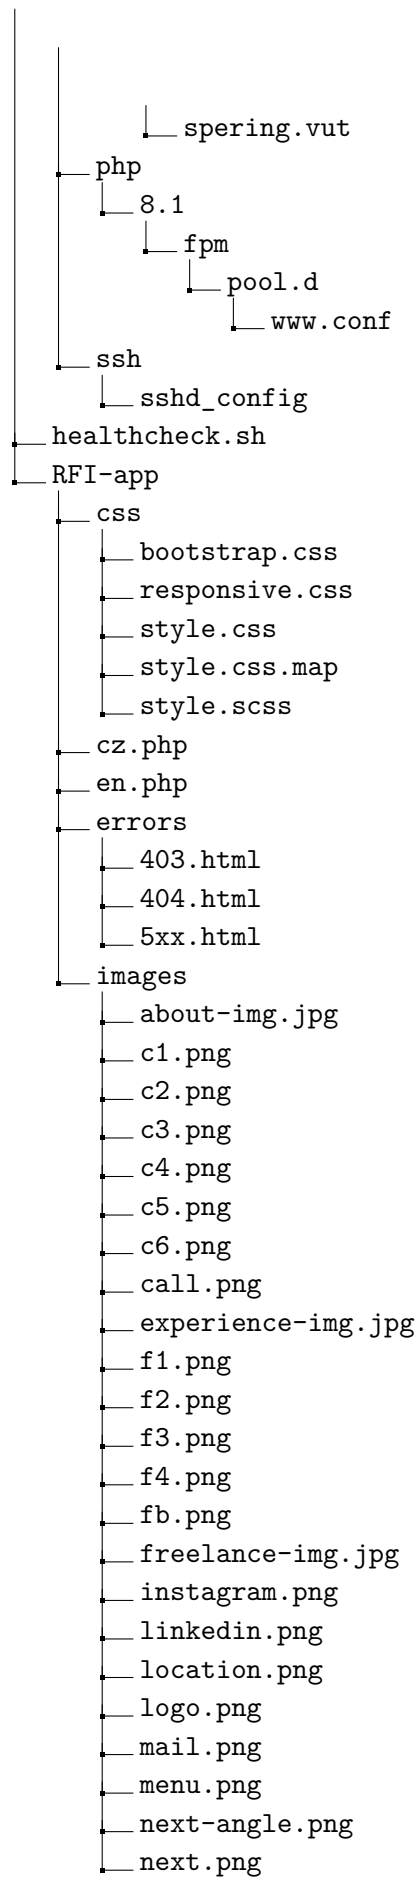 spering.vut
php
8.1
fpm
pool.d
www.conf
ssh
sshd_config
healthcheck.sh
RFI-app
css
bootstrap.css
responsive.css
style.css
style.css.map
style.scss
cz.php
en.php
errors
403.html
404.html
5xx.html
images
about-img.jpg
c1.png
c2.png
c3.png
c4.png
c5.png
c6.png
call.png
experience-img.jpg
f1.png
f2.png
f3.png
f4.png
fb.png
freelance-img.jpg
instagram.png
linkedin.png
location.png
logo.png
mail.png
menu.png
next-angle.png
next.png